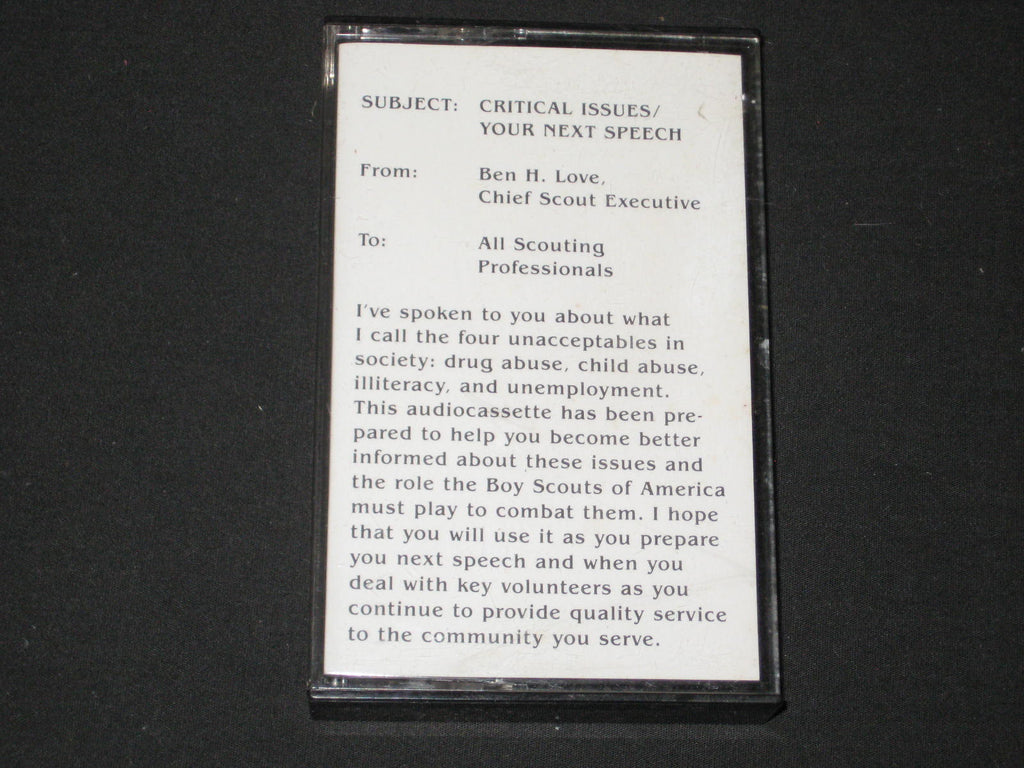 SUBJECT: CRITICAL ISSUES/
YOUR NEXT SPEECH
From: Ben H. Love,
Chief Scout Executive
To: All Scouting
Professionals
I've spoken to you about what
I call the four unacceptables in
society: drug abuse, child abuse,
illiteracy, and unemployment.
This audiocassette has been pre-
pared to help you become better
informed about these issues and
the role the Boy Scouts of America
must play to combat them. I hope
that you will use it as you prepare
you next speech and when you
deal with key volunteers as you
continue to provide quality service
to the community you serve.